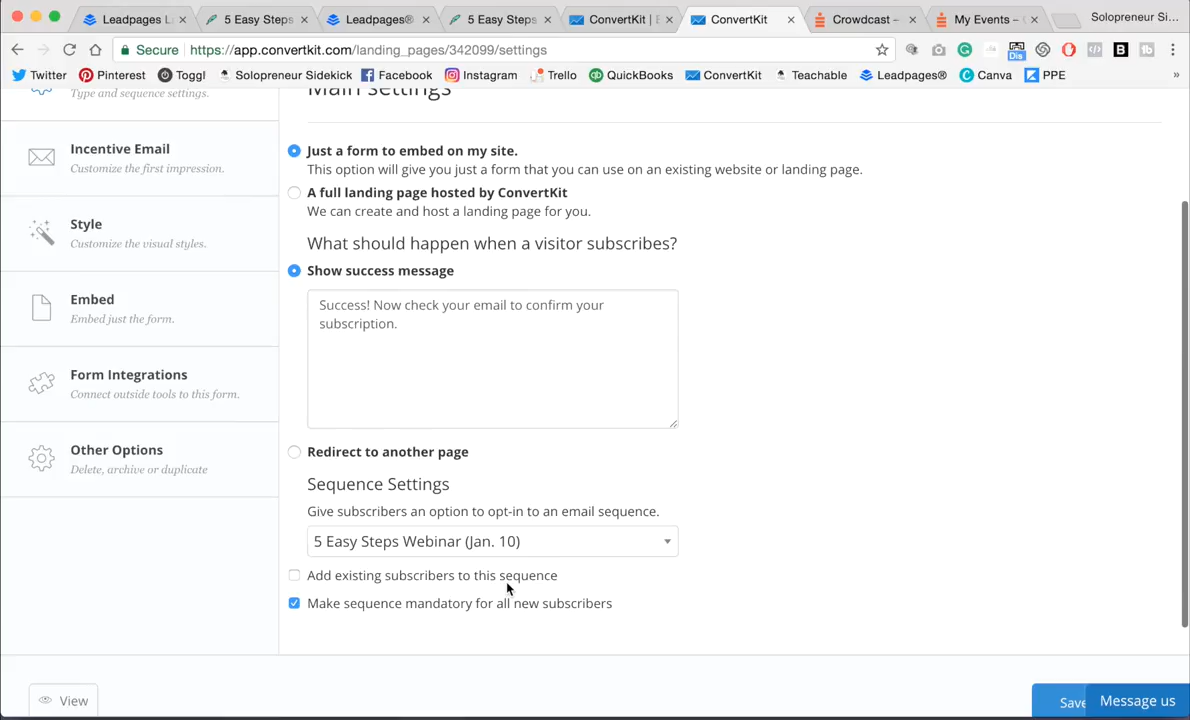 Leadpages L
5 Easy Steps
Leadpages®
5 Easy Steps
ConvertKit | E
ConvertKit
Crowdcast –
My Events –
Solopreneur Si...
Secure
https://app.convertkit.com/landing_pages/342099/settings
Dis
Twitter
Pinterest
Toggl
Solopreneur Sidekick
Facebook
Instagram
Trello
QuickBooks
ConvertKit
Teachable
Leadpages®
Canva
PPE
»
Type and sequence settings.
Main settings
Incentive Email
Customize the first impression.
Style
Customize the visual styles.
Embed
Embed just the form.
Form Integrations
Connect outside tools to this form.
Other Options
Delete, archive or duplicate
Just a form to embed on my site.
This option will give you just a form that you can use on an existing website or landing page.
A full landing page hosted by ConvertKit
We can create and host a landing page for you.
What should happen when a visitor subscribes?
Show success message
Success! Now check your email to confirm your
subscription.
Redirect to another page
Sequence Settings
Give subscribers an option to opt-in to an email sequence.
5 Easy Steps Webinar (Jan. 10)
Add existing subscribers to this sequence
Make sequence mandatory for all new subscribers
View
Save
Message us